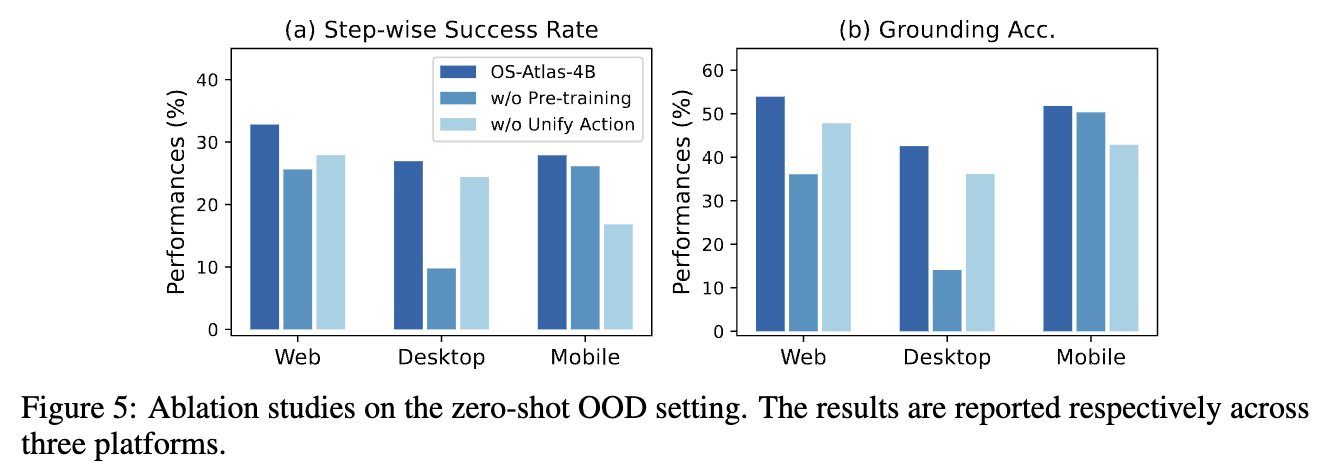 (a) Step-wise Success Rate
Performances (%)
40
30
20
10
0
OS-Atlas-4B
w/o Pre-training
w/o Unify Action
Web Desktop Mobile
(b) Grounding Acc.
Performances (%)
60
50
40
30
20
10
0
Web Desktop Mobile
Figure 5: Ablation studies on the zero-shot OOD setting. The results are reported respectively across
three platforms.